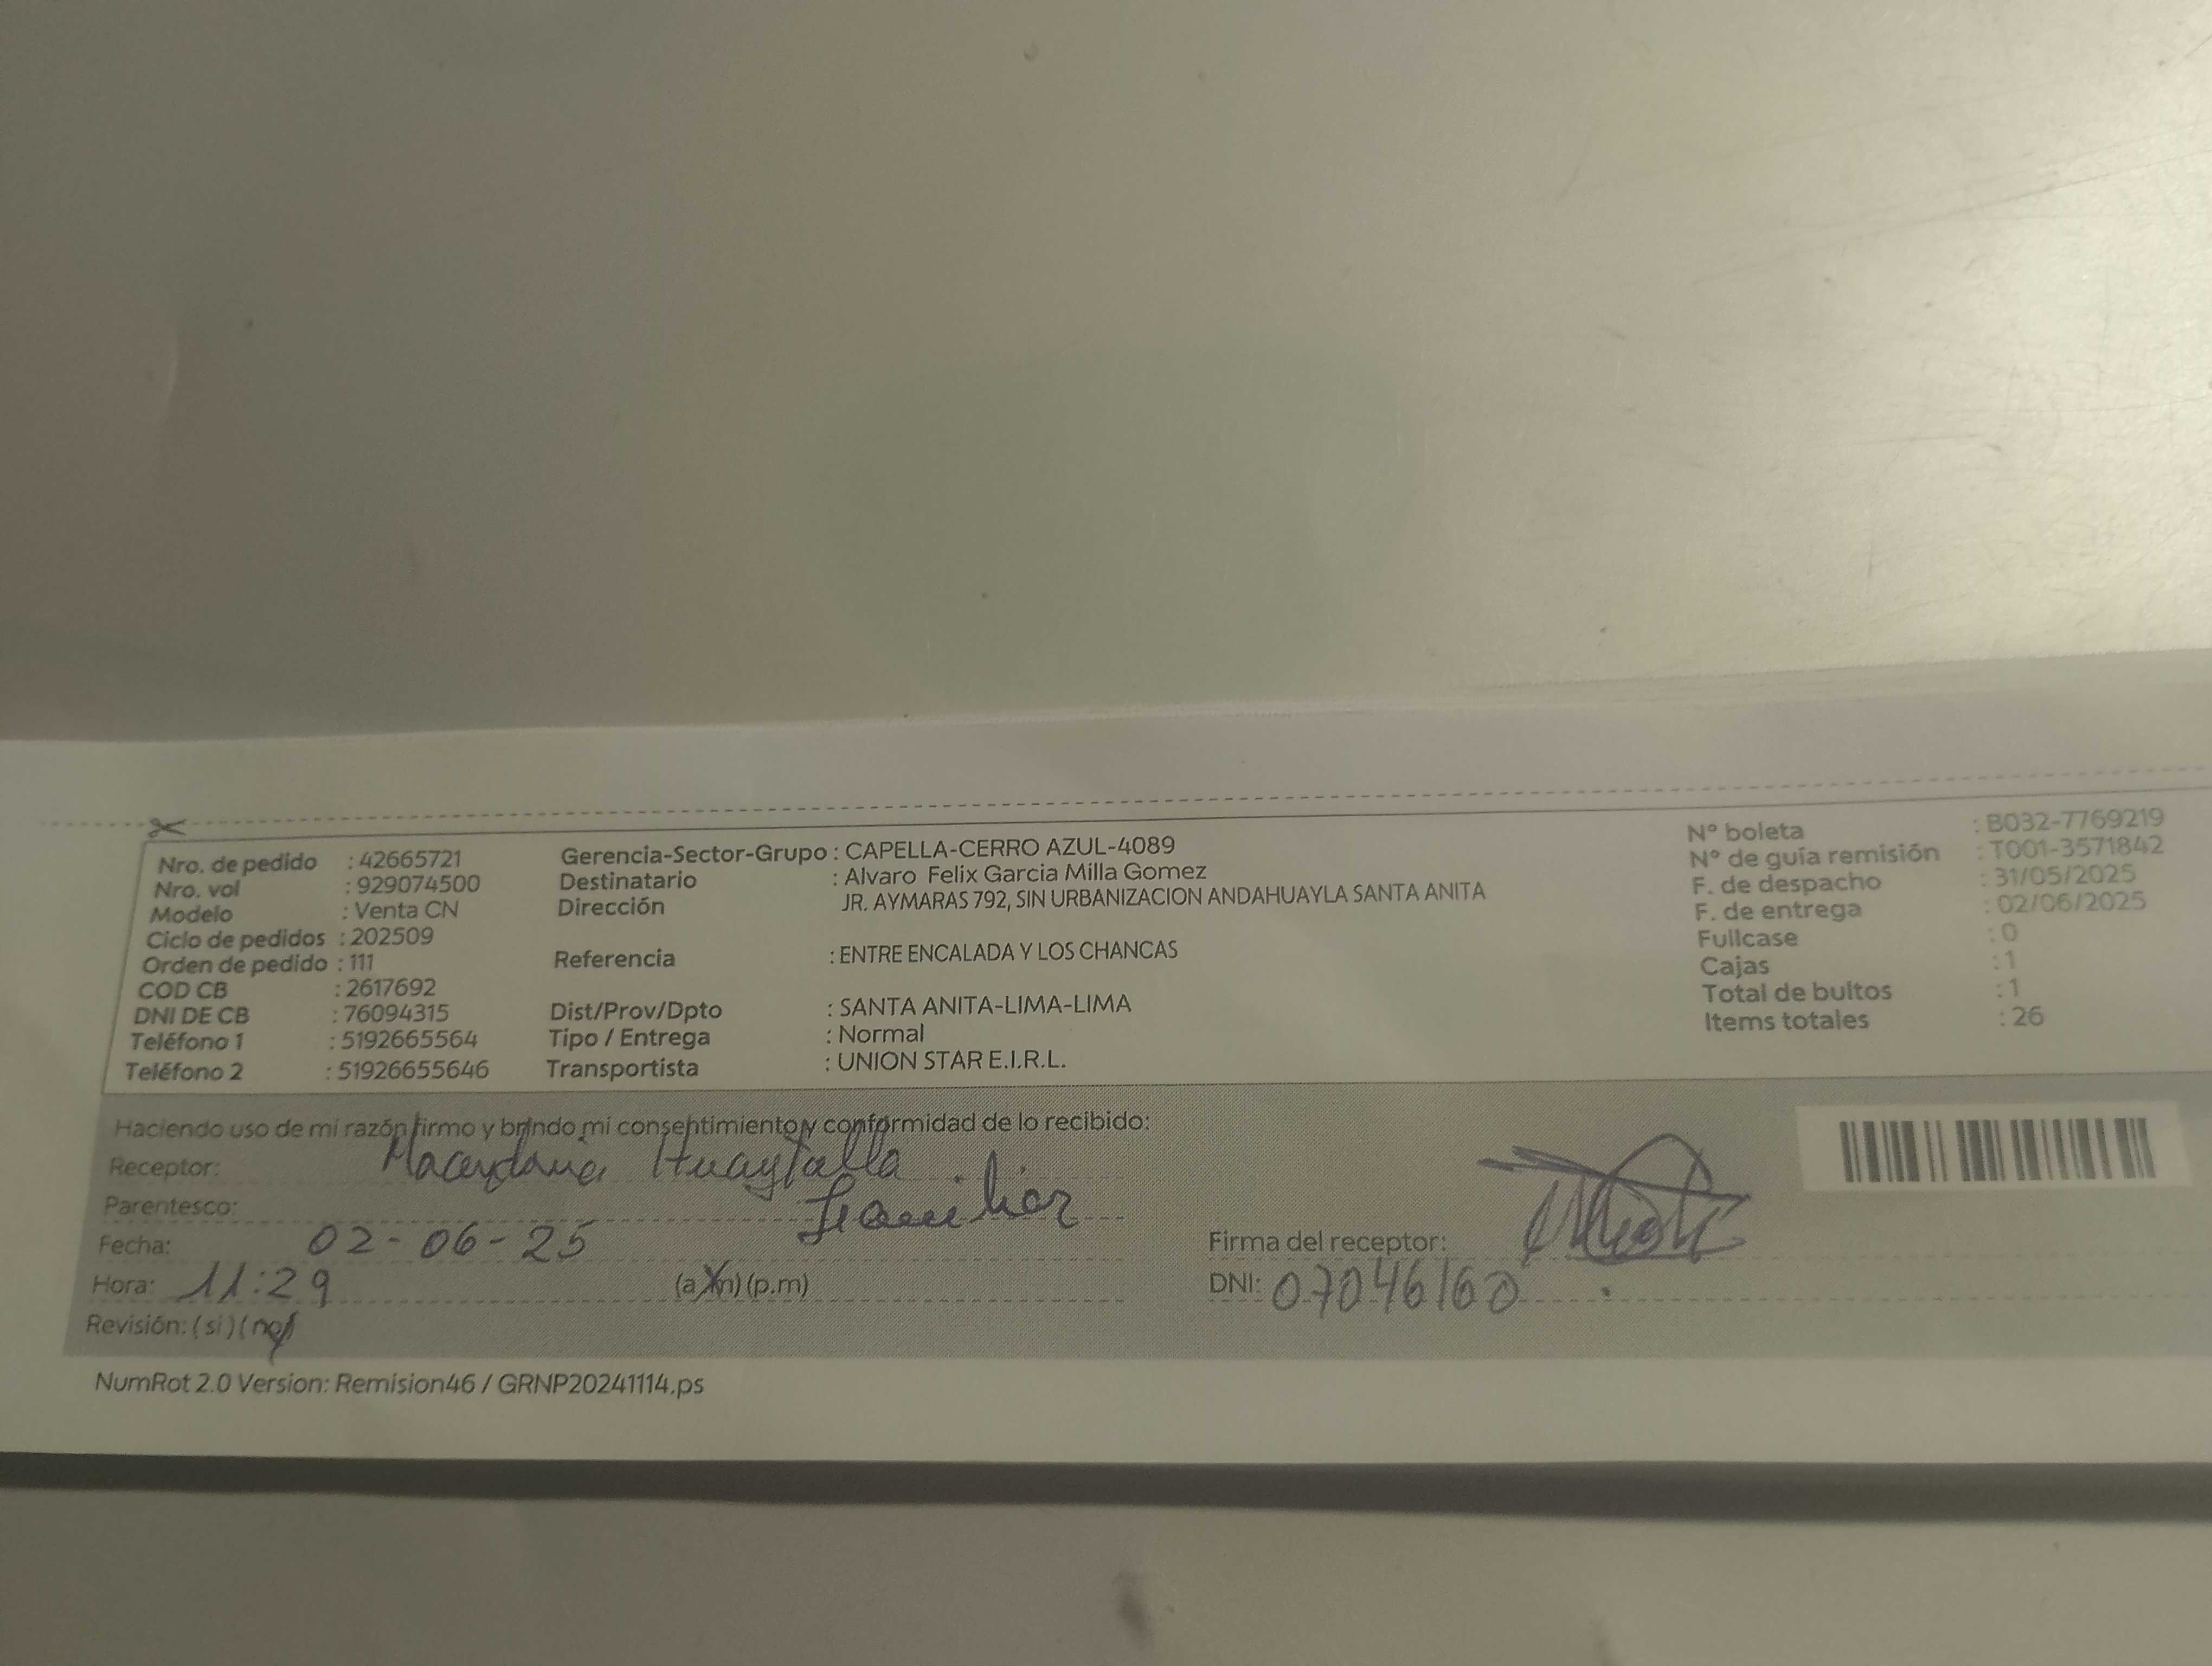 Nro. de pedido : 42665721
Nro. vol : 929074500
Modelo : Venta CN
Ciclo de pedidos : 202509
Orden de pedido : 111
COD CB : 2617692
DNI DE CB : 76094315
Teléfono 1 : 5192665564
Teléfono 2 : 51926655646
Gerencia-Sector-Grupo : CAPELLA-CERRO AZUL-4089
Destinatario : Alvaro Felix Garcia Milla Gomez
Dirección JR. AYMARAS 792, SIN URBANIZACION ANDAHUAYLA SANTA ANITA
Referencia : ENTRE ENCALADA Y LOS CHANCAS
Dist/Prov/Dpto : SANTA ANITA-LIMA-LIMA
Tipo / Entrega : Normal
Transportista : UNION STAR E.I.R.L.
N° boleta : B032-7769219
N° de guía remisión : T001-3571842
F. de despacho : 31/05/2025
F. de entrega : 02/06/2025
Fullcase : 0
Cajas : 1
Total de bultos : 1
Items totales : 26
Haciendo uso de mi razón firmo y brindo mi consentimiento y conformidad de lo recibido:
Receptor: Huaytalla
Parentesco: Familiar
Fecha: 02-06-25
Hora: 11:29 (a.m) (p.m)
Revisión: (si) (no)
Firma del receptor:
DNI: 07046160
NumRot 2.0 Version: Remision46 / GRNP20241114.ps